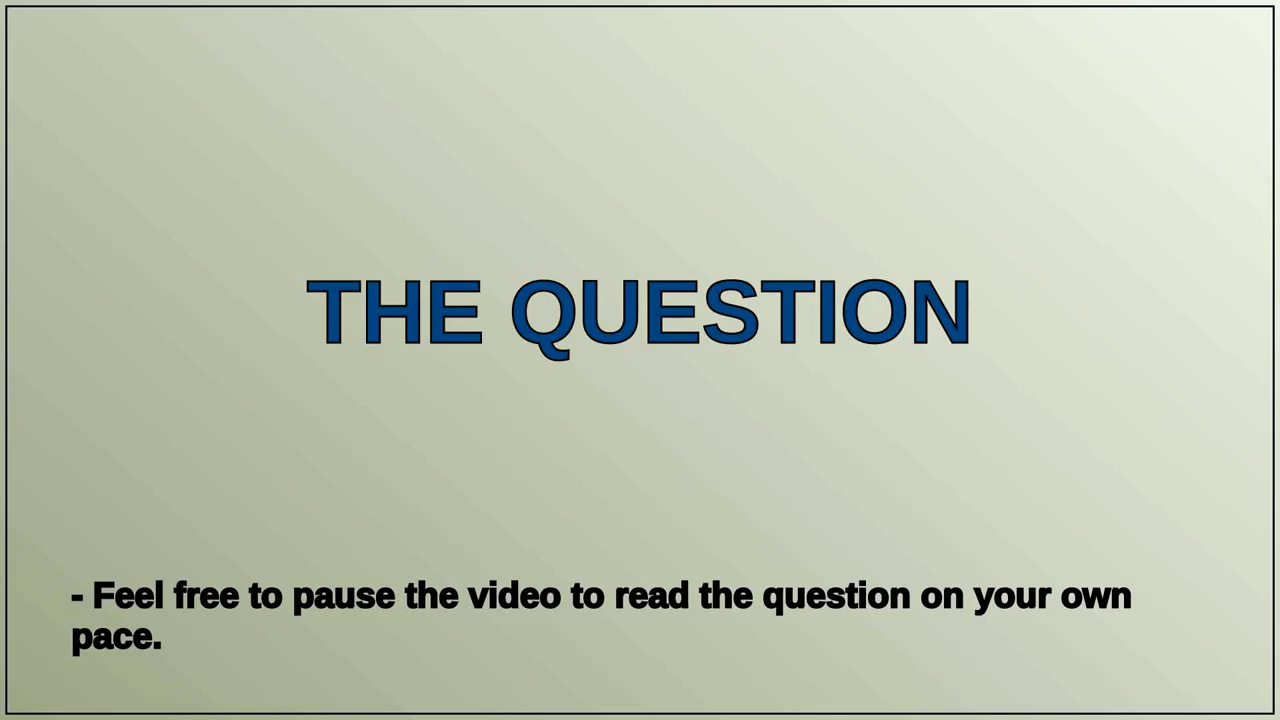 THE QUESTION
- Feel free to pause the video to read the question on your own
pace.